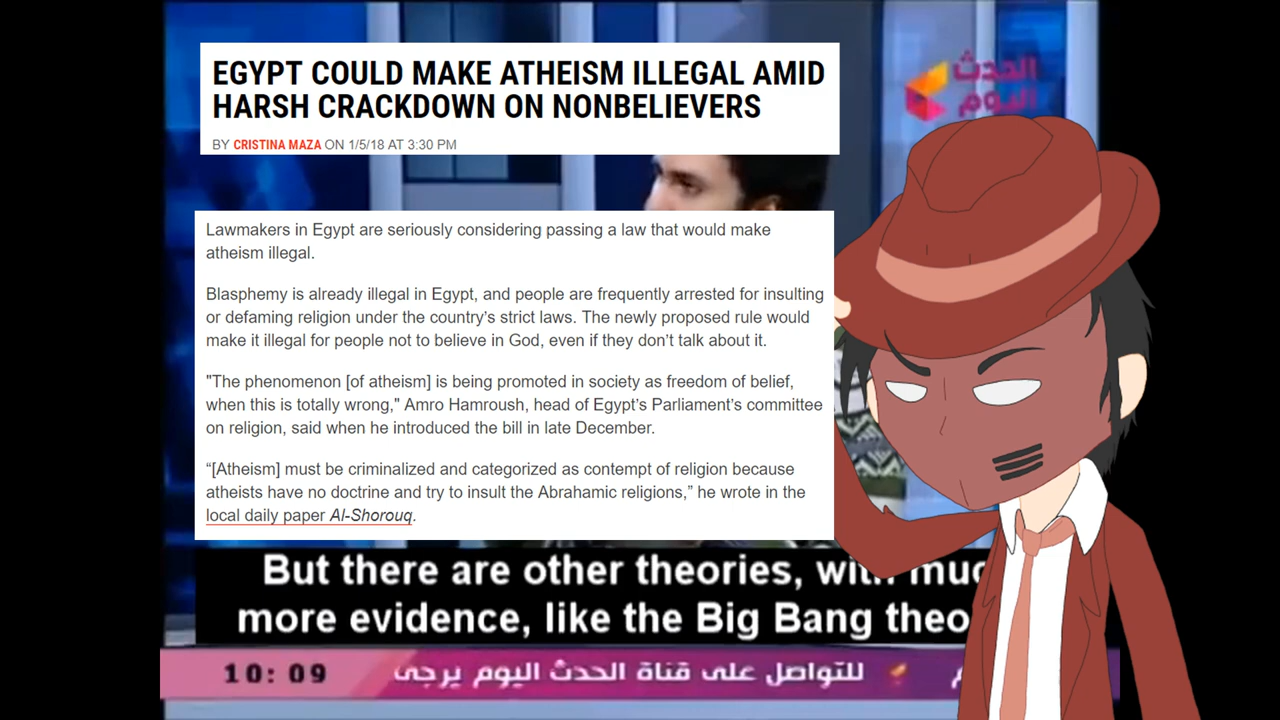 EGYPT COULD MAKE ATHEISM ILLEGAL AMID
HARSH CRACKDOWN ON NONBELIEVERS
BY CRISTINA MAZA ON 1/5/18 AT 3:30 PM
الحدث
اليوم
Lawmakers in Egypt are seriously considering passing a law that would make
atheism illegal.
Blasphemy is already illegal in Egypt, and people are frequently arrested for insulting
or defaming religion under the country’s strict laws. The newly proposed rule would
make it illegal for people not to believe in God, even if they don’t talk about it.
"The phenomenon [of atheism] is being promoted in society as freedom of belief,
when this is totally wrong," Amro Hamroush, head of Egypt’s Parliament’s committee
on religion, said when he introduced the bill in late December.
“[Atheism] must be criminalized and categorized as contempt of religion because
atheists have no doctrine and try to insult the Abrahamic religions,” he wrote in the
local daily paper Al-Shorouq.
But there are other theories, with muc
more evidence, like the Big Bang theo
10:09
للتواصل على قناة الحدث اليوم يرجى